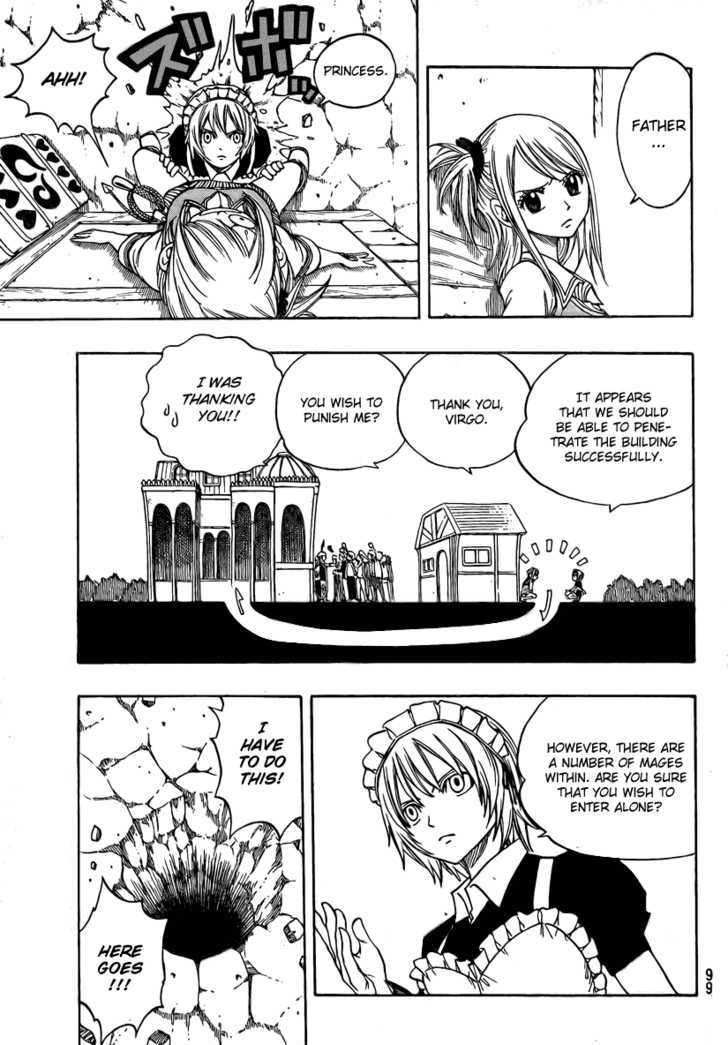 FATHER
...
PRINCESS.
ズボッ
AHH!
IT APPEARS
THAT WE SHOULD
BE ABLE TO PENE-
TRATE THE BUILDING
SUCCESSFULLY.
THANK YOU,
VIRGO.
YOU WISH TO
PUNISH ME?
I WAS
THANKING
YOU!!
HOWEVER, THERE ARE
A NUMBER OF MAGES
WITHIN. ARE YOU SURE
THAT YOU WISH TO
ENTER ALONE?
I
HAVE
TO DO
THIS!
HERE
GOES
!!!
99